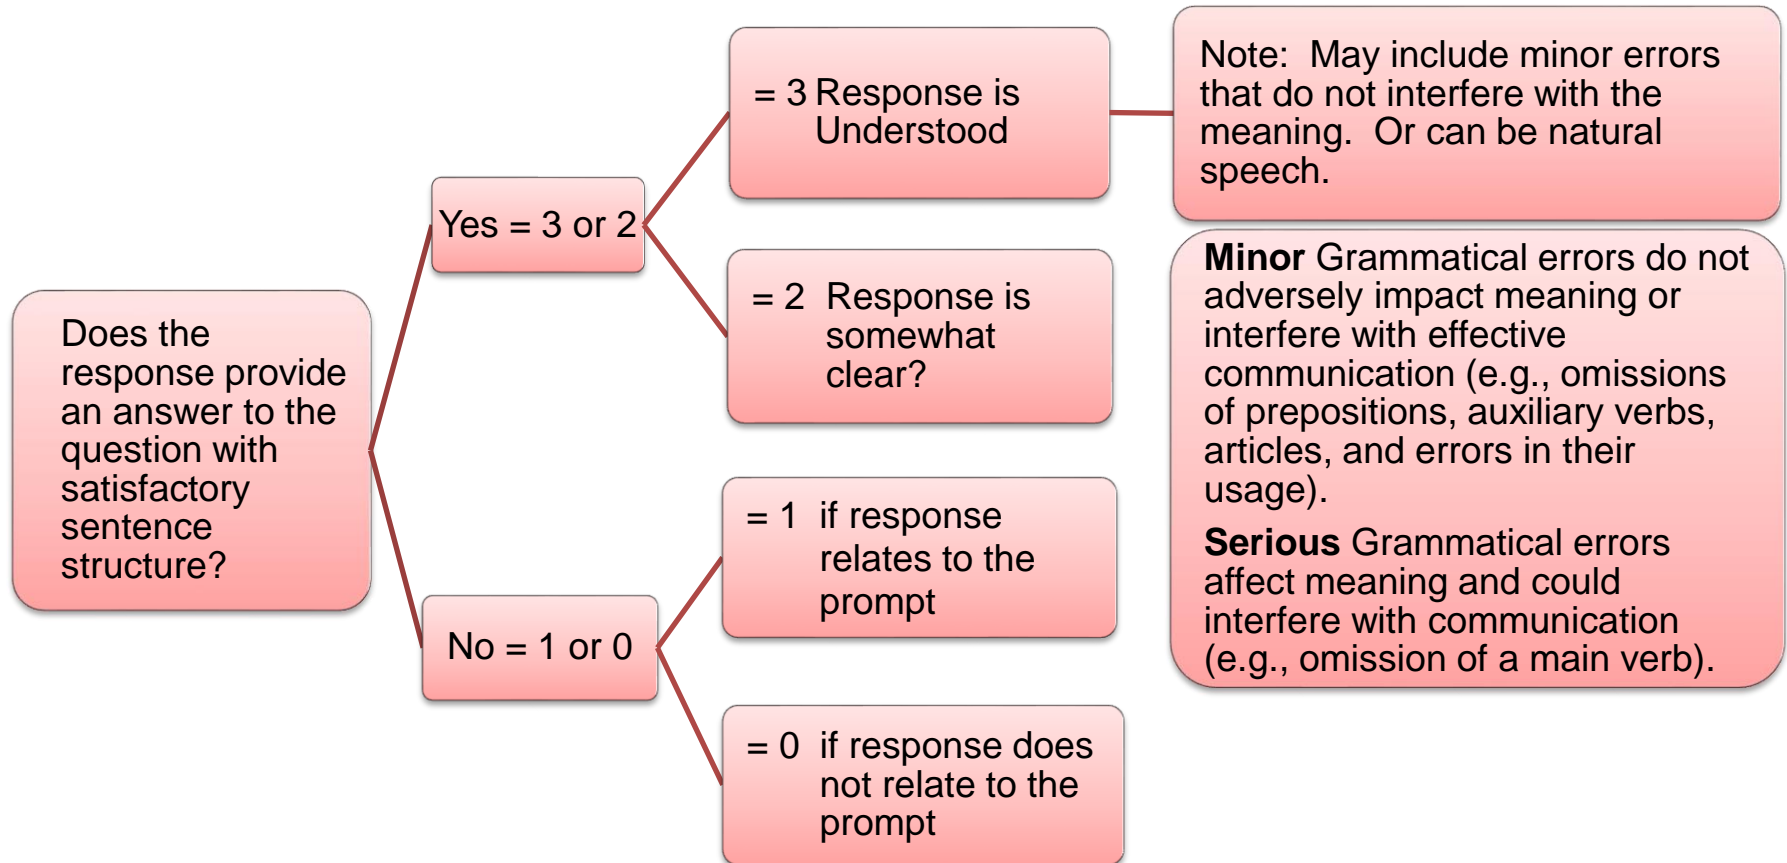 Does the
response provide
an answer to the
question with
satisfactory
sentence
structure?
Yes = 3 or 2
= 3 Response is
Understood
Note: May include minor errors
that do not interfere with the
meaning. Or can be natural
speech.
= 2 Response is
somewhat
clear?
Minor Grammatical errors do not
adversely impact meaning or
interfere with effective
communication (e.g., omissions
of prepositions, auxiliary verbs,
articles, and errors in their
usage).
Serious Grammatical errors
affect meaning and could
interfere with communication
(e.g., omission of a main verb).
No = 1 or 0
= 1 if response
relates to the
prompt
= 0 if response does
not relate to the
prompt